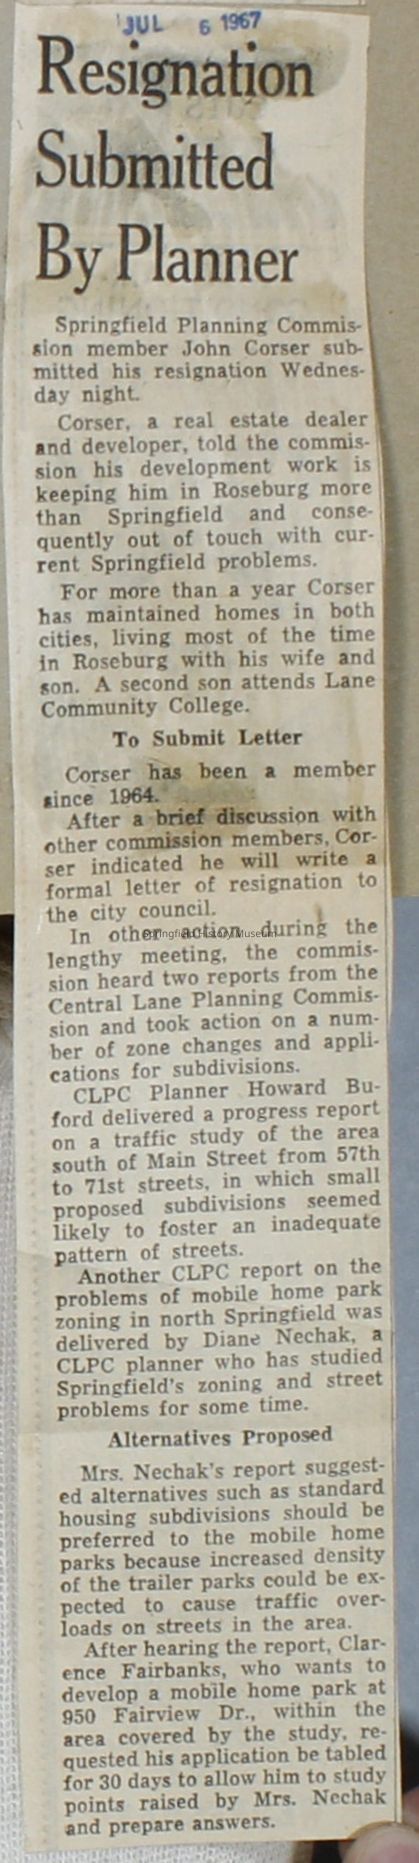 JUL 6 1967
Resignation
Submitted
By Planner
Springfield Planning Commis-
sion member John Corser sub-
mitted his resignation Wednes-
day night.
Corser, a real estate dealer
and developer, told the commis-
sion his development work is
keeping him in Roseburg more
than Springfield and conse-
quently out of touch with cur-
rent Springfield problems.
For more than a year Corser
has maintained homes in both
cities, living most of the time
in Roseburg with his wife and
son. A second son attends Lane
Community College.
To Submit Letter
Corser has been a member
since 1964.
After a brief discussion with
other commission members, Cor-
ser indicated he will write a
formal letter of resignation to
the city council.
In other action during the
Springfield History Museum
lengthy meeting, the commis-
sion heard two reports from the
Central Lane Planning Commis-
sion and took action on a num-
ber of zone changes and appli-
cations for subdivisions.
CLPC Planner Howard Bu-
ford delivered a progress report
on a traffic study of the area
south of Main Street from 57th
to 71st streets, in which small
proposed subdivisions seemed
likely to foster an inadequate
pattern of streets.
Another CLPC report on the
problems of mobile home park
zoning in north Springfield was
delivered by Diane Nechak, a
CLPC planner who has studied
Springfield's zoning and street
problems for some time.
Alternatives Proposed
Mrs. Nechak's report suggest-
ed alternatives such as standard
housing subdivisions should be
preferred to the mobile home
parks because increased density
of the trailer parks could be ex-
pected to cause traffic over-
loads on streets in the area.
After hearing the report, Clar-
ence Fairbanks, who wants to
develop a mobile home park at
950 Fairview Dr., within the
area covered by the study, re-
quested his application be tabled
for 30 days to allow him to study
points raised by Mrs. Nechak
and prepare answers.